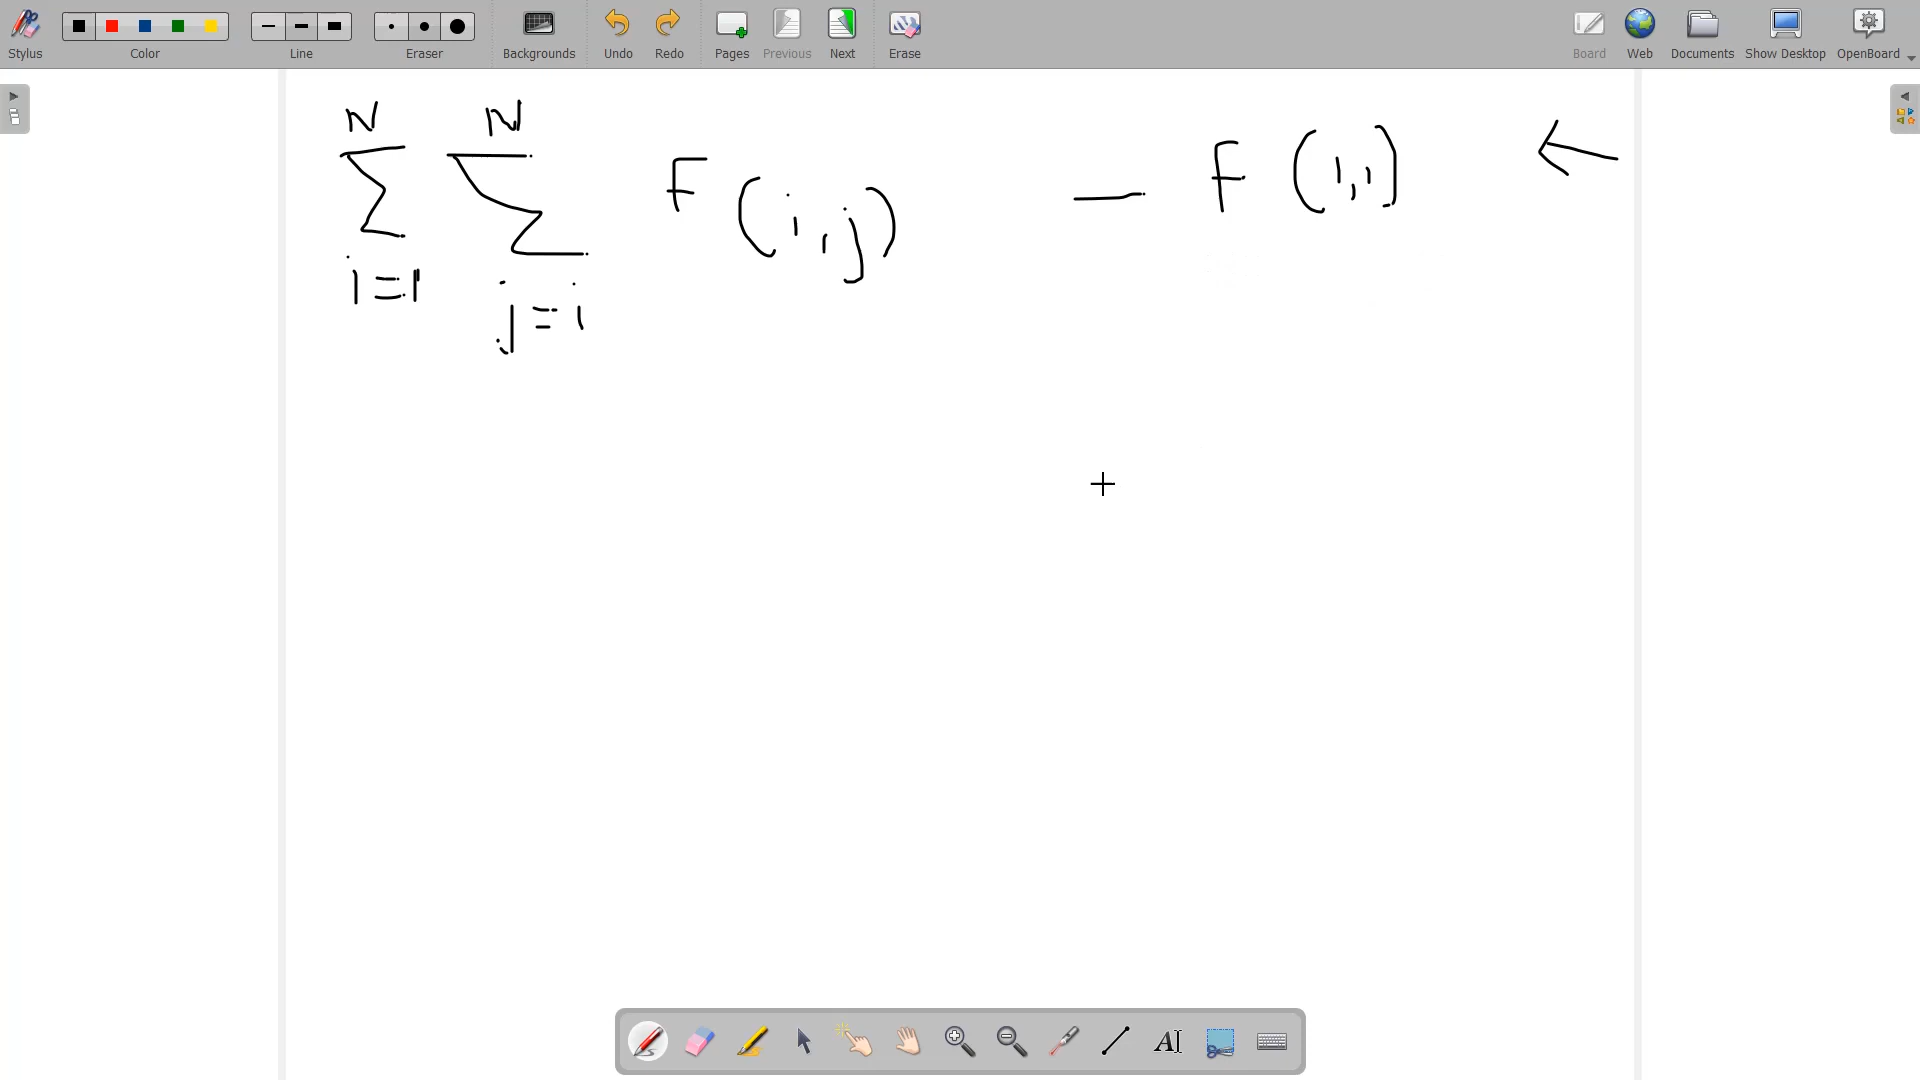 Stylus Color Line Eraser Backgrounds Undo Redo Pages Previous Next Erase Board Web Documents Show Desktop OpenBoard
N N
∑ ∑ F (i,j) — F (1,1) ←
i=1 j=i
AI